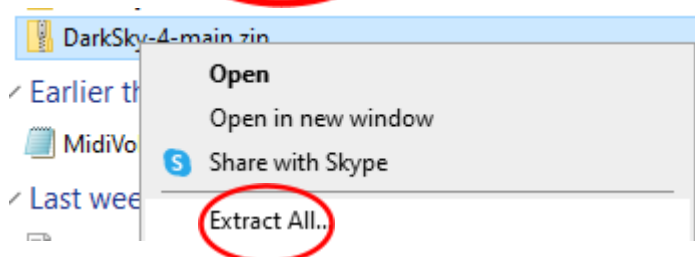 DarkSky-4-main.zip
Open
Earlier th
Open in new window
MidiVo
S Share with Skype
Last wee
Extract All...